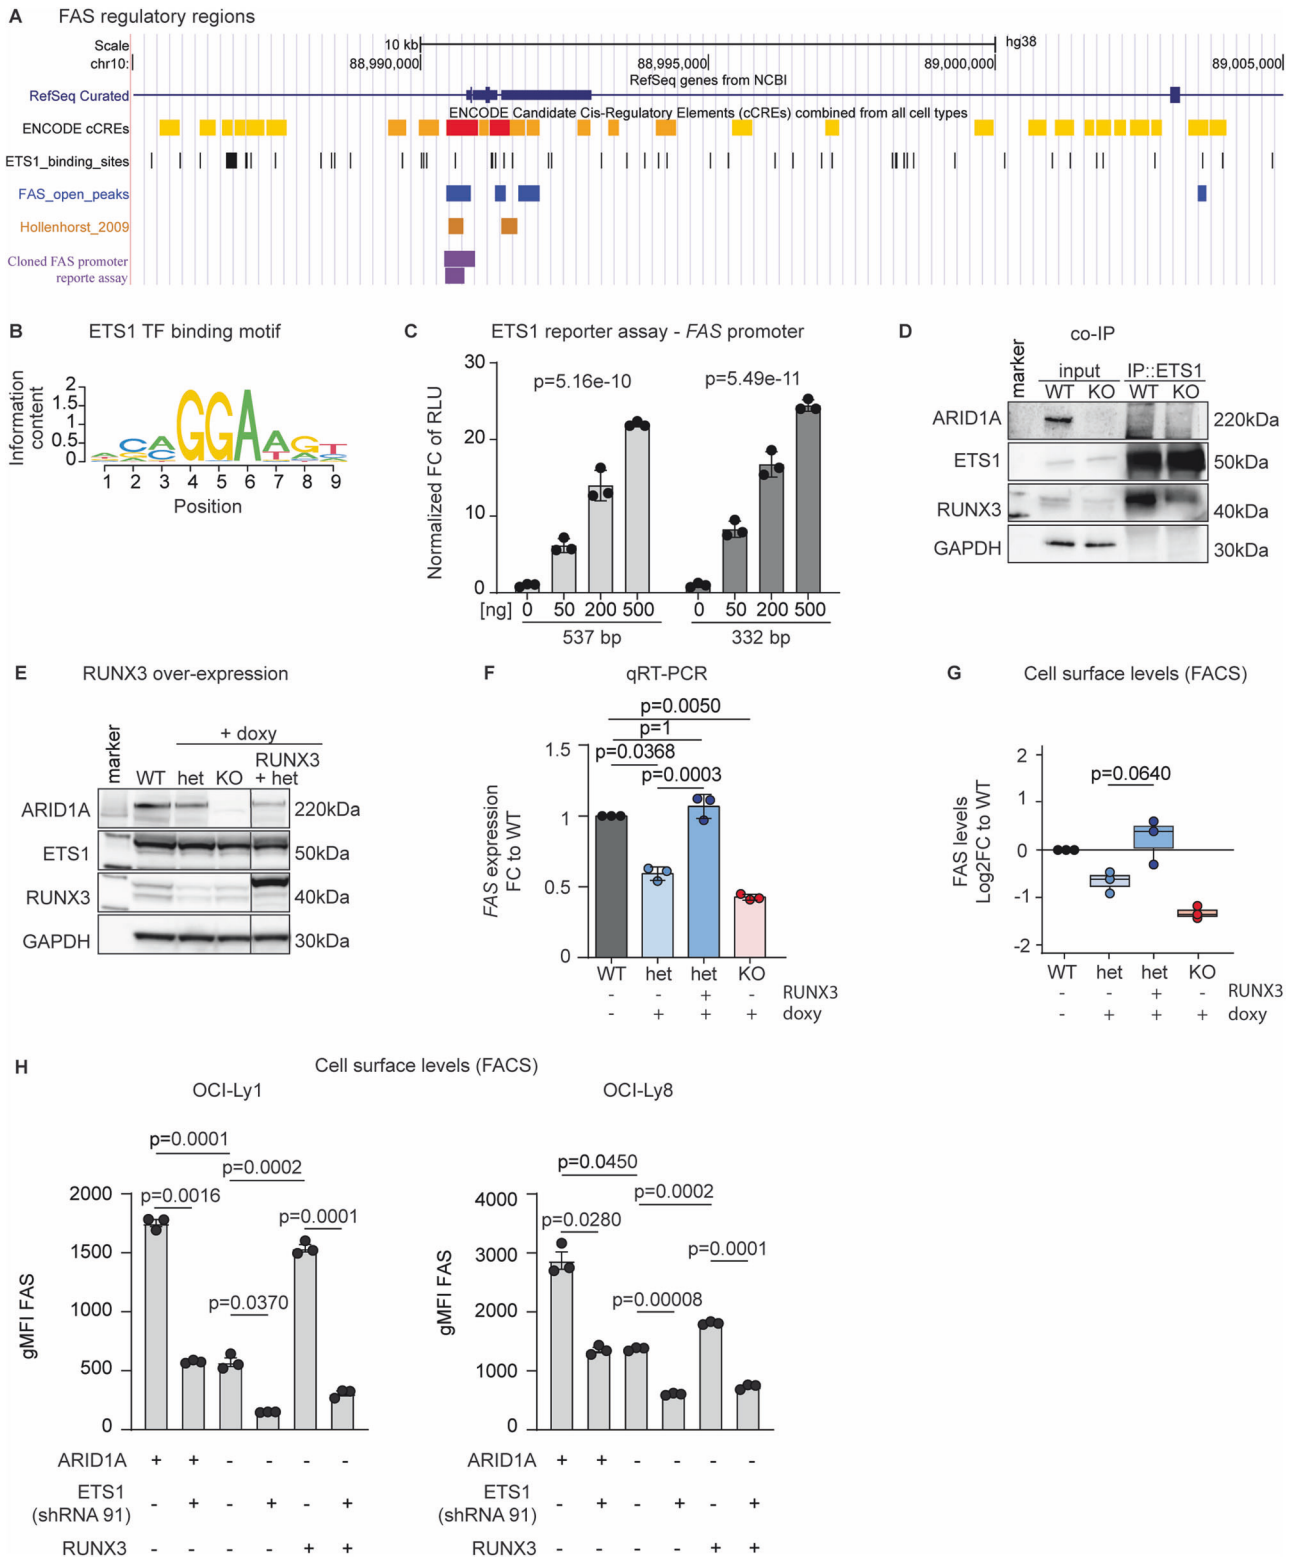 A FAS regulatory regions
Scale 10 kb hg38
chr10: 88,990,000 88,995,000 89,000,000 89,005,000
RefSeq genes from NCBI
RefSeq Curated
ENCODE Candidate Cis-Regulatory Elements (cCREs) combined from all cell types
ENCODE cCREs
ETS1_binding_sites
FAS_open_peaks
Hollenhorst_2009
Cloned FAS promoter
reporte assay
B ETS1 TF binding motif
Information
content
2
1.5
1
0.5
0
1 2 3 4 5 6 7 8 9
Position
C ETS1 reporter assay - FAS promoter
Normalized FC of RLU
30
20
10
0
p=5.16e-10 p=5.49e-11
[ng] 0 50 200 500 0 50 200 500
537 bp 332 bp
D co-IP
marker
input IP::ETS1
WT KO WT KO
ARID1A 220kDa
ETS1 50kDa
RUNX3 40kDa
GAPDH 30kDa
E RUNX3 over-expression
marker
+ doxy
RUNX3
WT het KO + het
ARID1A 220kDa
ETS1 50kDa
RUNX3 40kDa
GAPDH 30kDa
F qRT-PCR
p=0.0050
p=1
p=0.0368
p=0.0003
FAS expression
FC to WT
1.5
1
0.5
0
WT het het KO
- - + - RUNX3
- + + + doxy
G Cell surface levels (FACS)
FAS levels
Log2FC to WT
2
1
0
-1
-2
p=0.0640
WT het het KO
- - + - RUNX3
- + + + doxy
H Cell surface levels (FACS)
OCI-Ly1
p=0.0001
p=0.0002
p=0.0016
p=0.0001
p=0.0370
gMFI FAS
2000
1500
1000
500
0
ARID1A + + - - - -
ETS1
(shRNA 91) - + - + - +
RUNX3 - - - - + +
OCI-Ly8
p=0.0450
p=0.0002
p=0.0280
p=0.0001
p=0.00008
gMFI FAS
4000
3000
2000
1000
0
ARID1A + + - - - -
ETS1
(shRNA 91) - + - + - +
RUNX3 - - - - + +